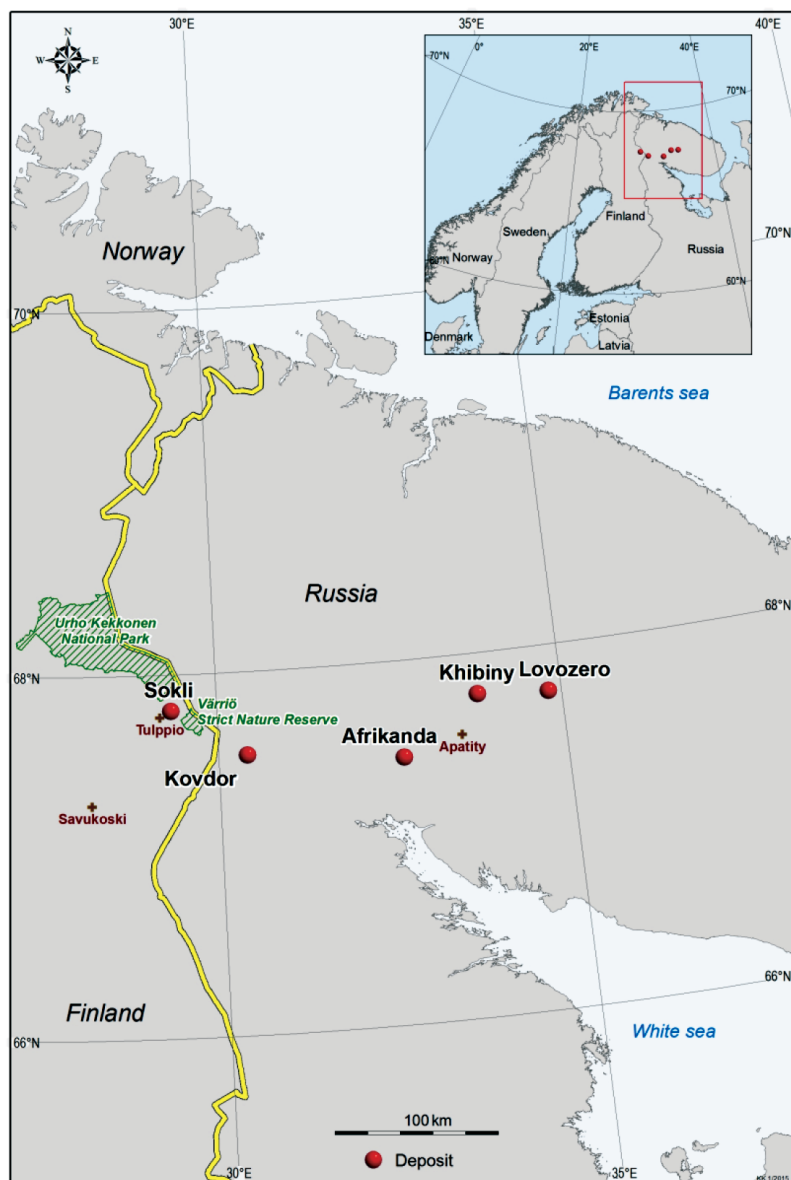 30°E
35°E
40°E
N
W
E
S
0°
20°E
40°E
70°N
70°N
Sweden
Finland
Norway
Russia
60°N
60°N
Estonia
Denmark
Latvia
70°N
Norway
70°N
Barents sea
Russia
68°N
Urho Kekkonen
National Park
68°N
Khibiny
Lovozero
Sokli
Värriö
Strict Nature Reserve
Tulppio
Afrikanda
Apatity
Kovdor
Savukoski
66°N
Finland
White sea
66°N
100 km
Deposit
30°E
35°E